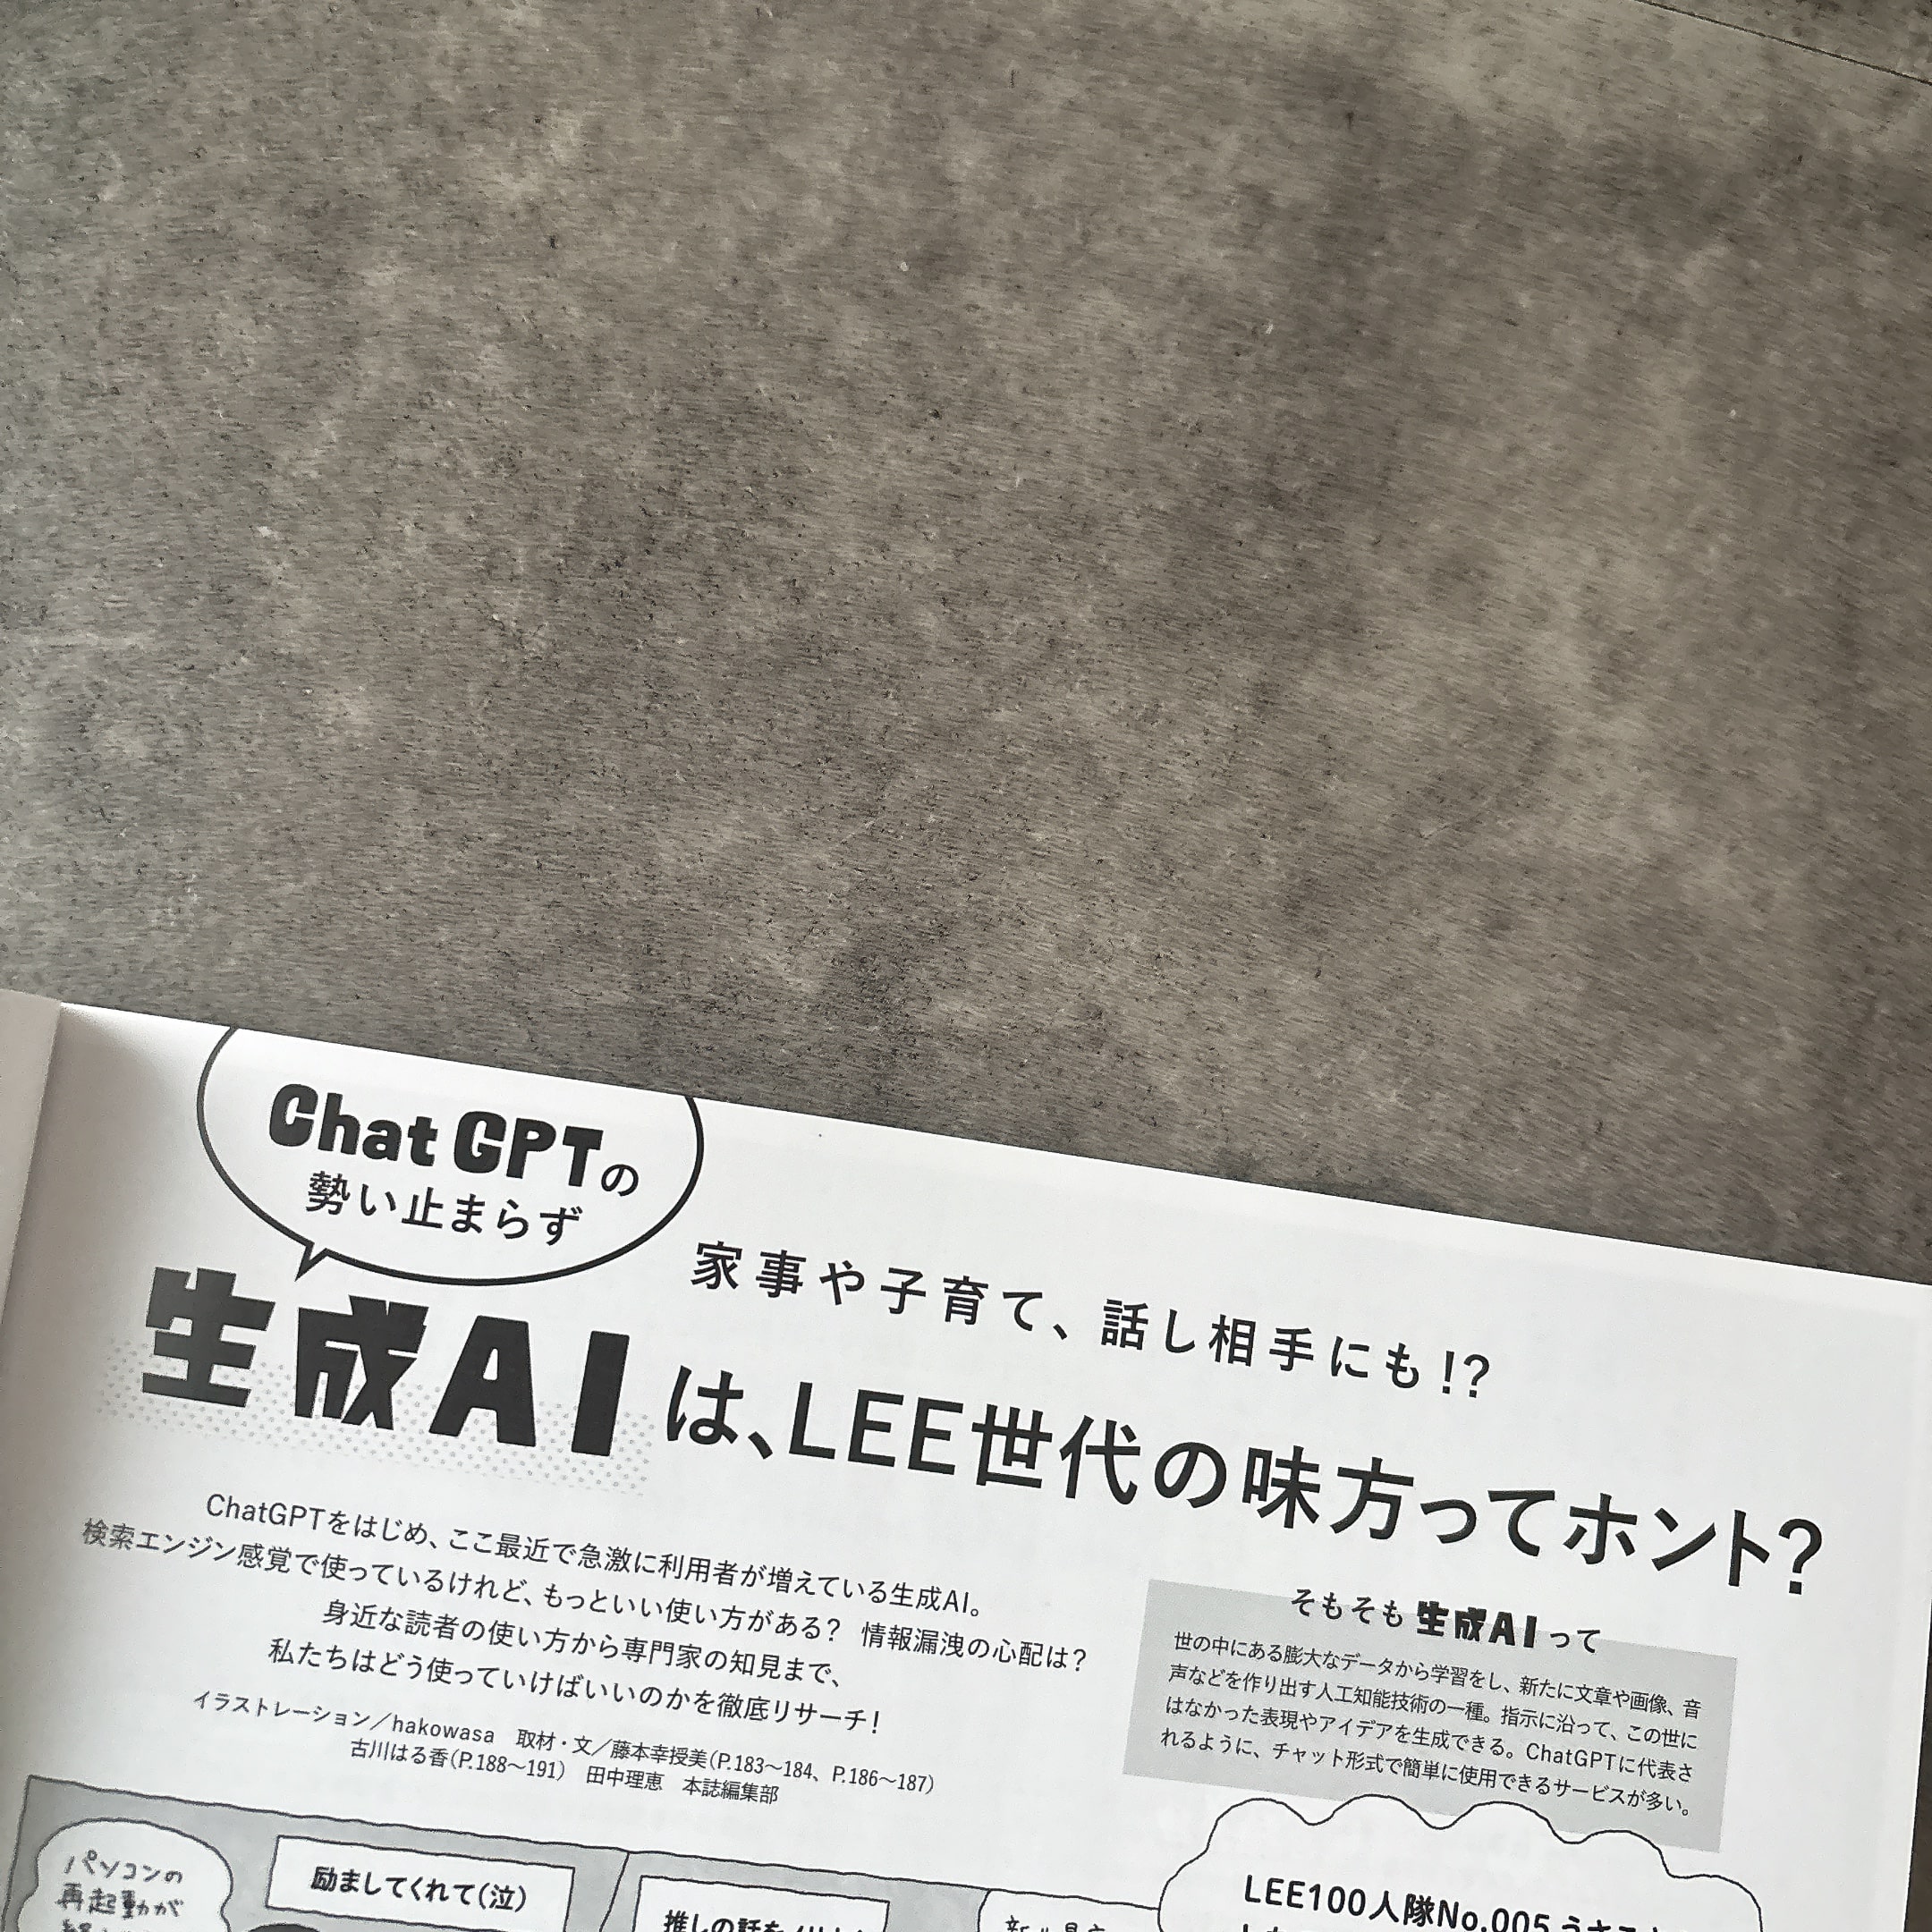 ChatGPTの
勢い止まらず
家事や子育て、話し相手にも!?
生成AIは、LEE世代の味方ってホント?
ChatGPTをはじめ、ここ最近で急激に利用者が増えている生成AI。
検索エンジン感覚で使っているけれど、もっといい使い方がある? 情報漏洩の心配は?
身近な読者の使い方から専門家の知見まで、
私たちはどう使っていけばいいのかを徹底リサーチ!
イラストレーション/hakowasa 取材・文/藤本幸授美(P.183〜184、P.186〜187)
古川はる香(P.188〜191) 田中理恵 本誌編集部
そもそも生成AIって
世の中にある膨大なデータから学習をし、新たに文章や画像、音
声などを作り出す人工知能技術の一種。指示に沿って、この世に
はなかった表現やアイデアを生成できる。ChatGPTに代表さ
れるように、チャット形式で簡単に使用できるサービスが多い。
パソコンの
再起動が
励ましてくれて(泣)
推しの話を
LEE100人隊No.005